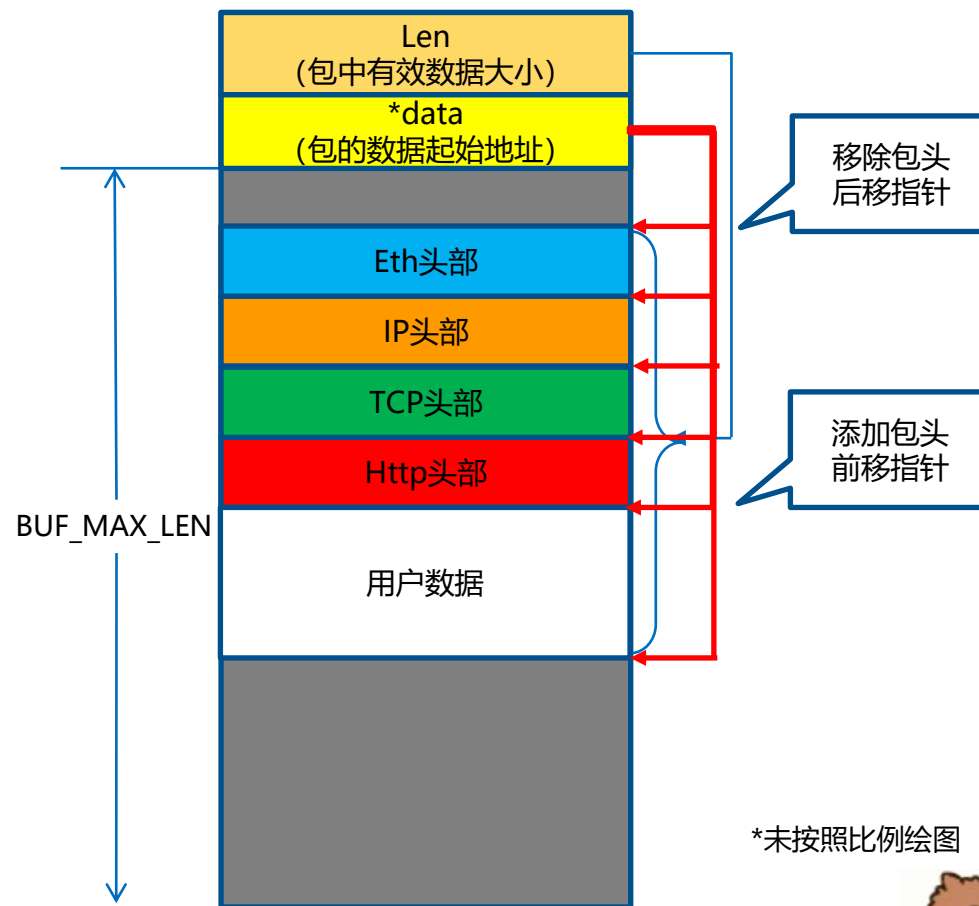 Len
（包中有效数据大小）
*data
（包的数据起始地址）
移除包头
后移指针
Eth头部
IP头部
TCP头部
Http头部
添加包头
前移指针
BUF_MAX_LEN
用户数据
*未按照比例绘图